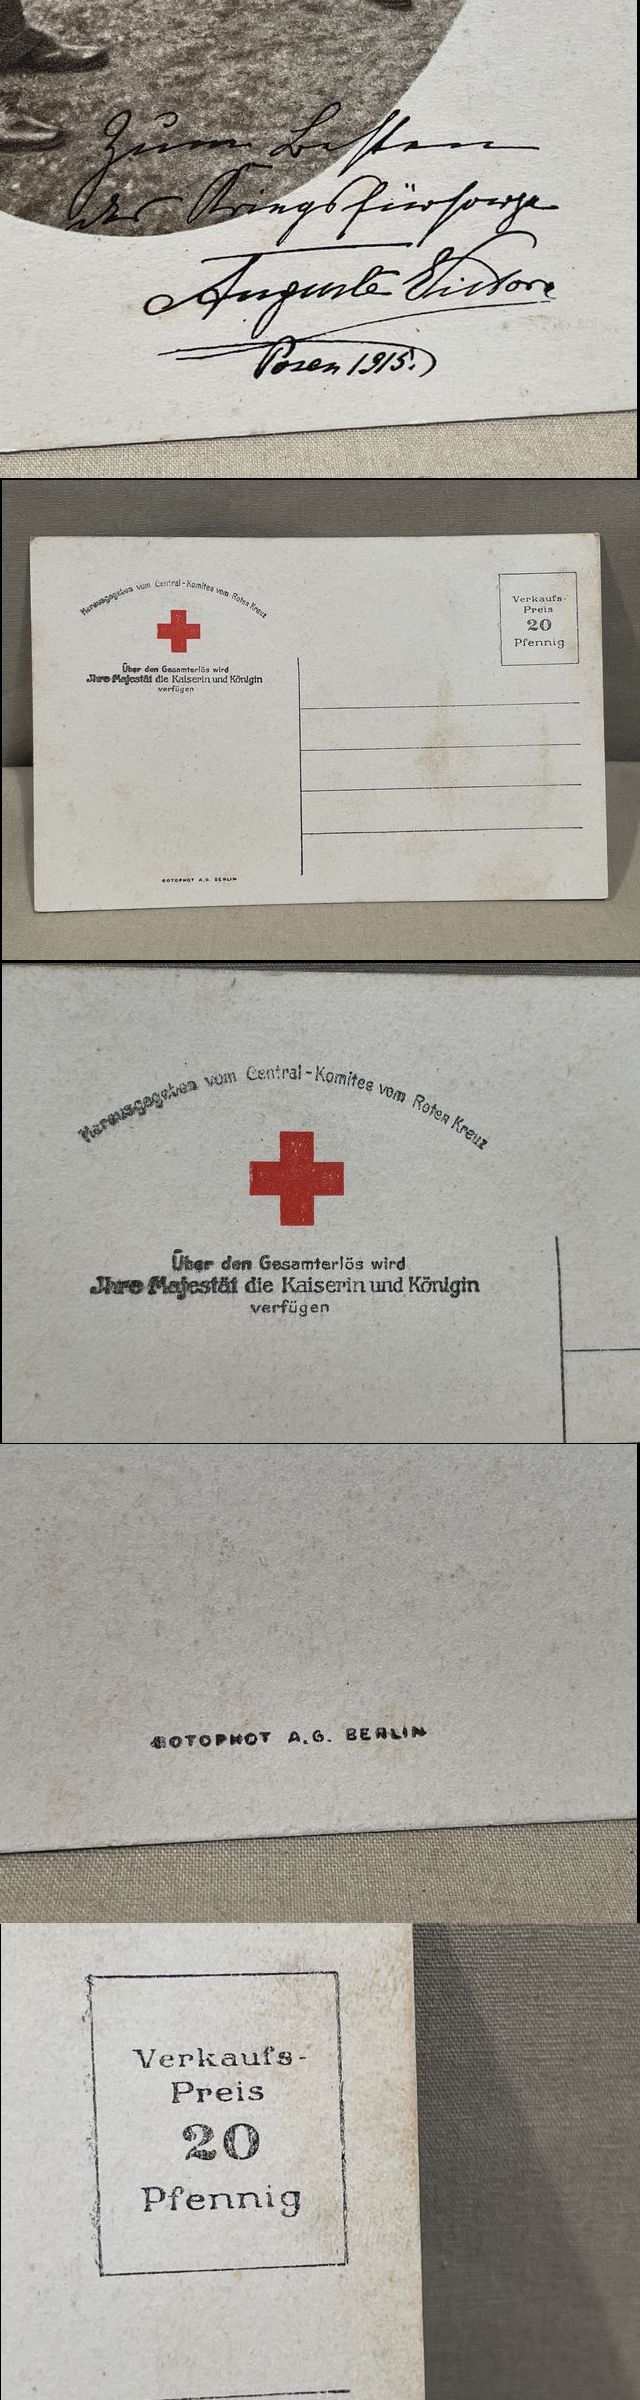 Zum Besten
der Kriegsfürsorge
Auguste Victoria
Posen 1915.
Herausgegeben vom Central-Komitee vom Roten Kreuz
Über den Gesamterlös wird
Ihre Majestät die Kaiserin und Königin
verfügen
Verkaufs-
Preis
20
Pfennig
ROTOPHOT A.G. BERLIN
Herausgegeben vom Central-Komitee vom Roten Kreuz
Über den Gesamterlös wird
Ihre Majestät die Kaiserin und Königin
verfügen
ROTOPHOT A.G. BERLIN
Verkaufs-
Preis
20
Pfennig